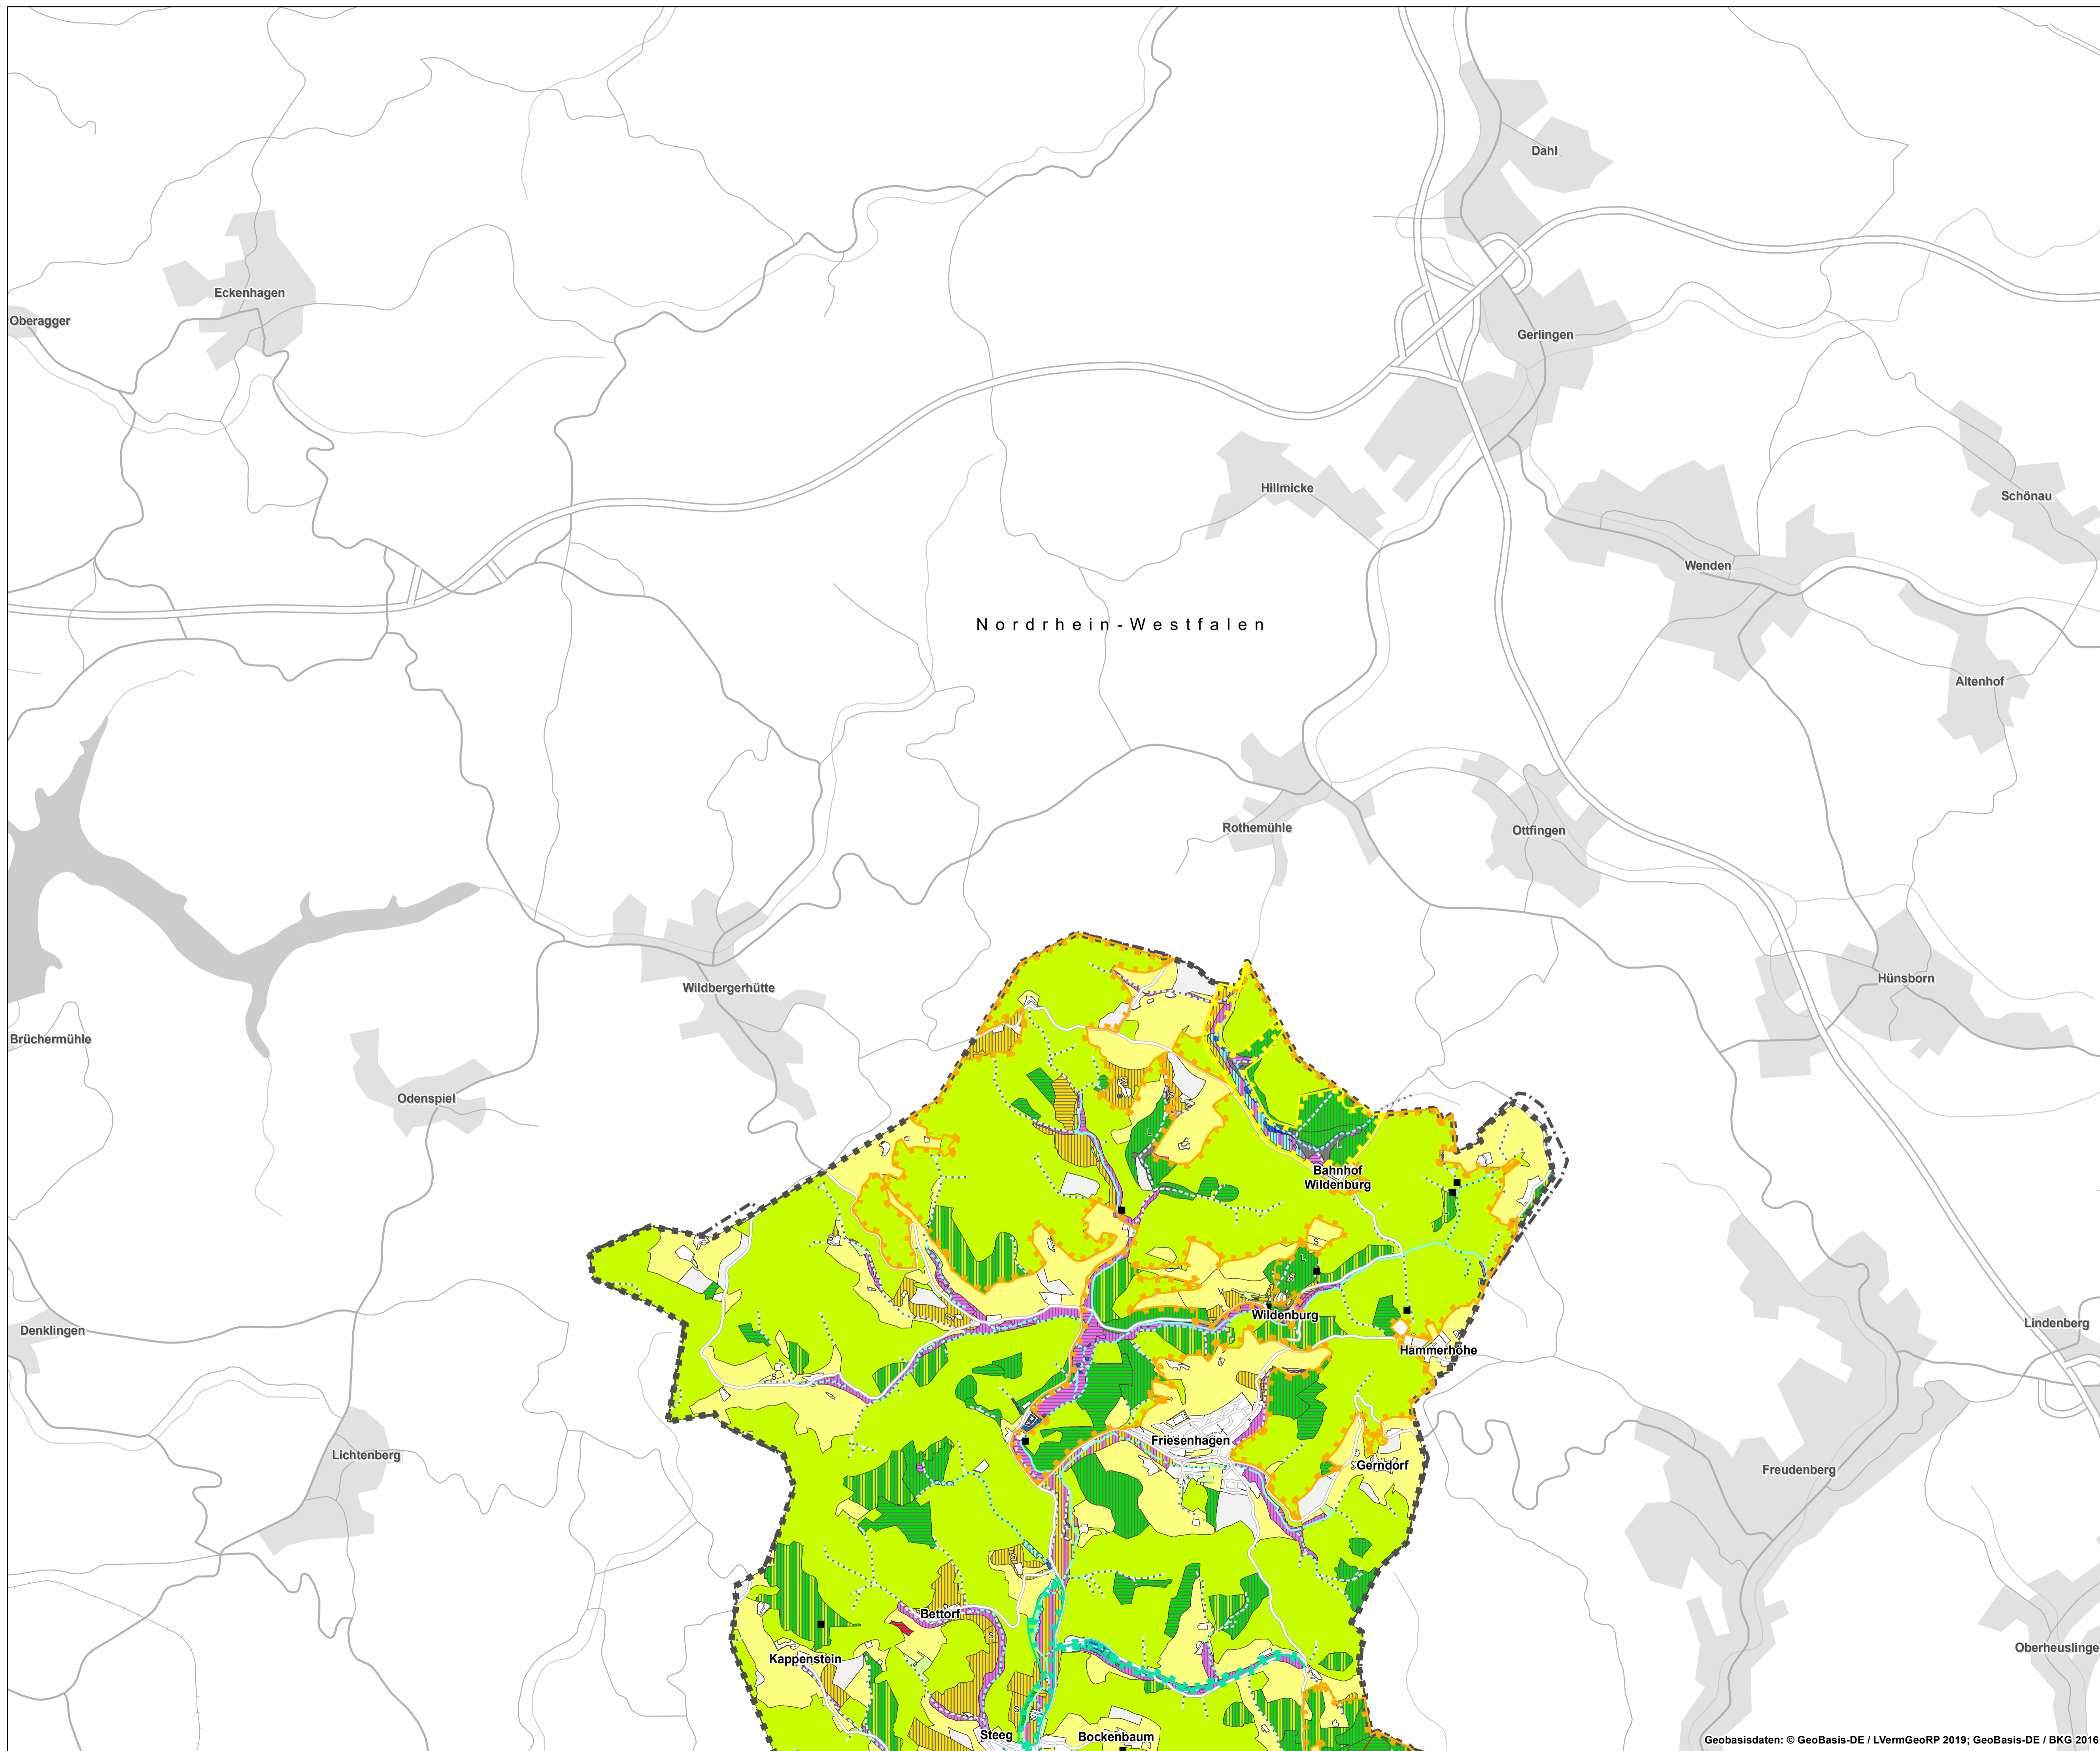 Dahl
Eckenhagen
Oberagger
Gerlingen
Hillmicke
Schönau
Wenden
Nordrhein-Westfalen
Altenhof
Rothemühle
Ottfingen
Hünsborn
Wildbergerhütte
Brüchermühle
Odenspiel
Bahnhof
Wildenburg
Wildenburg
Denklingen
Lindenberg
Hammerhöhe
Friesenhagen
Lichtenberg
Gerndorf
Freudenberg
Bettorf
Oberheuslinge
Kappenstein
Steeg
Bockenbaum
Geobasisdaten: © GeoBasis-DE / LVermGeoRP 2019; GeoBasis-DE / BKG 2018